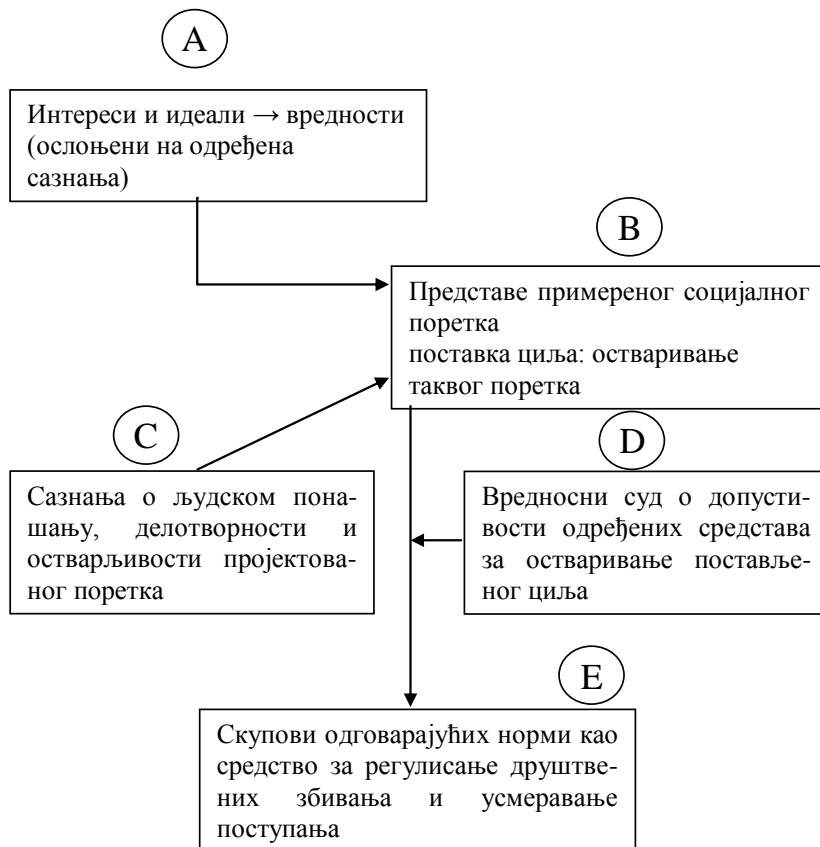 A
Интереси и идеали → вредности
(ослоњени на одређена
сазнања)
B
Представе примереног социјалног
поретка
поставка циља: остваривање
таквог поретка
C
Сазнања о људском пона-
шању, делотворности и
остварљивости пројектова-
ног поретка
D
Вредносни суд о допусти-
вости одређених средстава
за остваривање поставље-
ног циља
E
Скупови одговарајућих норми као
средство за регулисање друштве-
них збивања и усмеравање
поступања